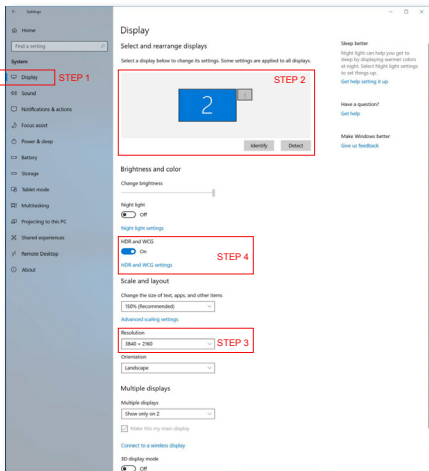 Settings
Home
Find a setting
System
Display
STEP 1
Sound
Notifications & actions
Focus assist
Power & sleep
Battery
Storage
Tablet mode
Multitasking
Projecting to this PC
Shared experiences
Remote Desktop
About
Display
Select and rearrange displays
Select a display below to change its settings. Some settings are applied to all displays.
STEP 2
2
1
Identify
Detect
Brightness and color
Change brightness
Night light
Off
Night light settings
HDR and WCG
On
STEP 4
HDR and WCG settings
Scale and layout
Change the size of text, apps, and other items
150% (Recommended)
Advanced scaling settings
Resolution
3840 × 2160
STEP 3
Orientation
Landscape
Multiple displays
Multiple displays
Show only on 2
Make this my main display
Connect to a wireless display
3D display mode
Off
Sleep better
Night light can help you get to
sleep by displaying warmer colors
at night. Select Night light settings
to set things up.
Get help setting it up
Have a question?
Get help
Make Windows better
Give us feedback